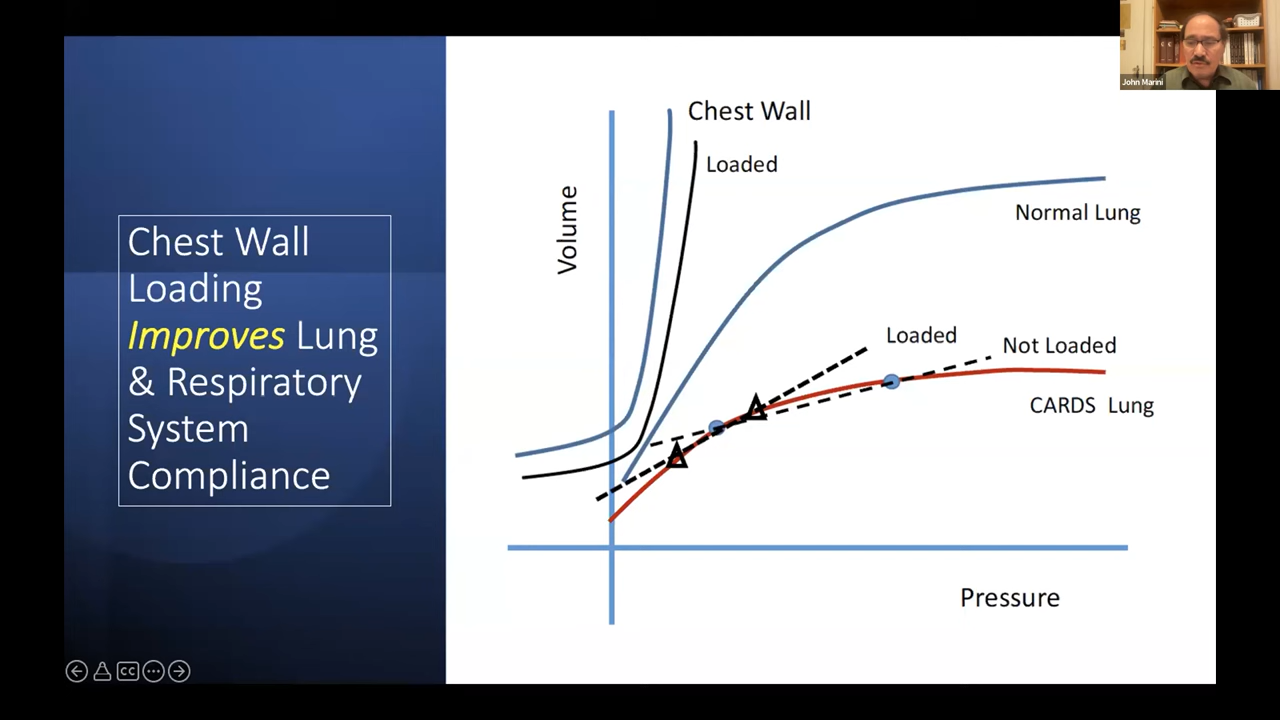 John Marini
Chest Wall
Loading
Improves Lung
& Respiratory
System
Compliance
Chest Wall
Loaded
Volume
Normal Lung
Loaded
Not Loaded
CARDS Lung
Pressure
CC